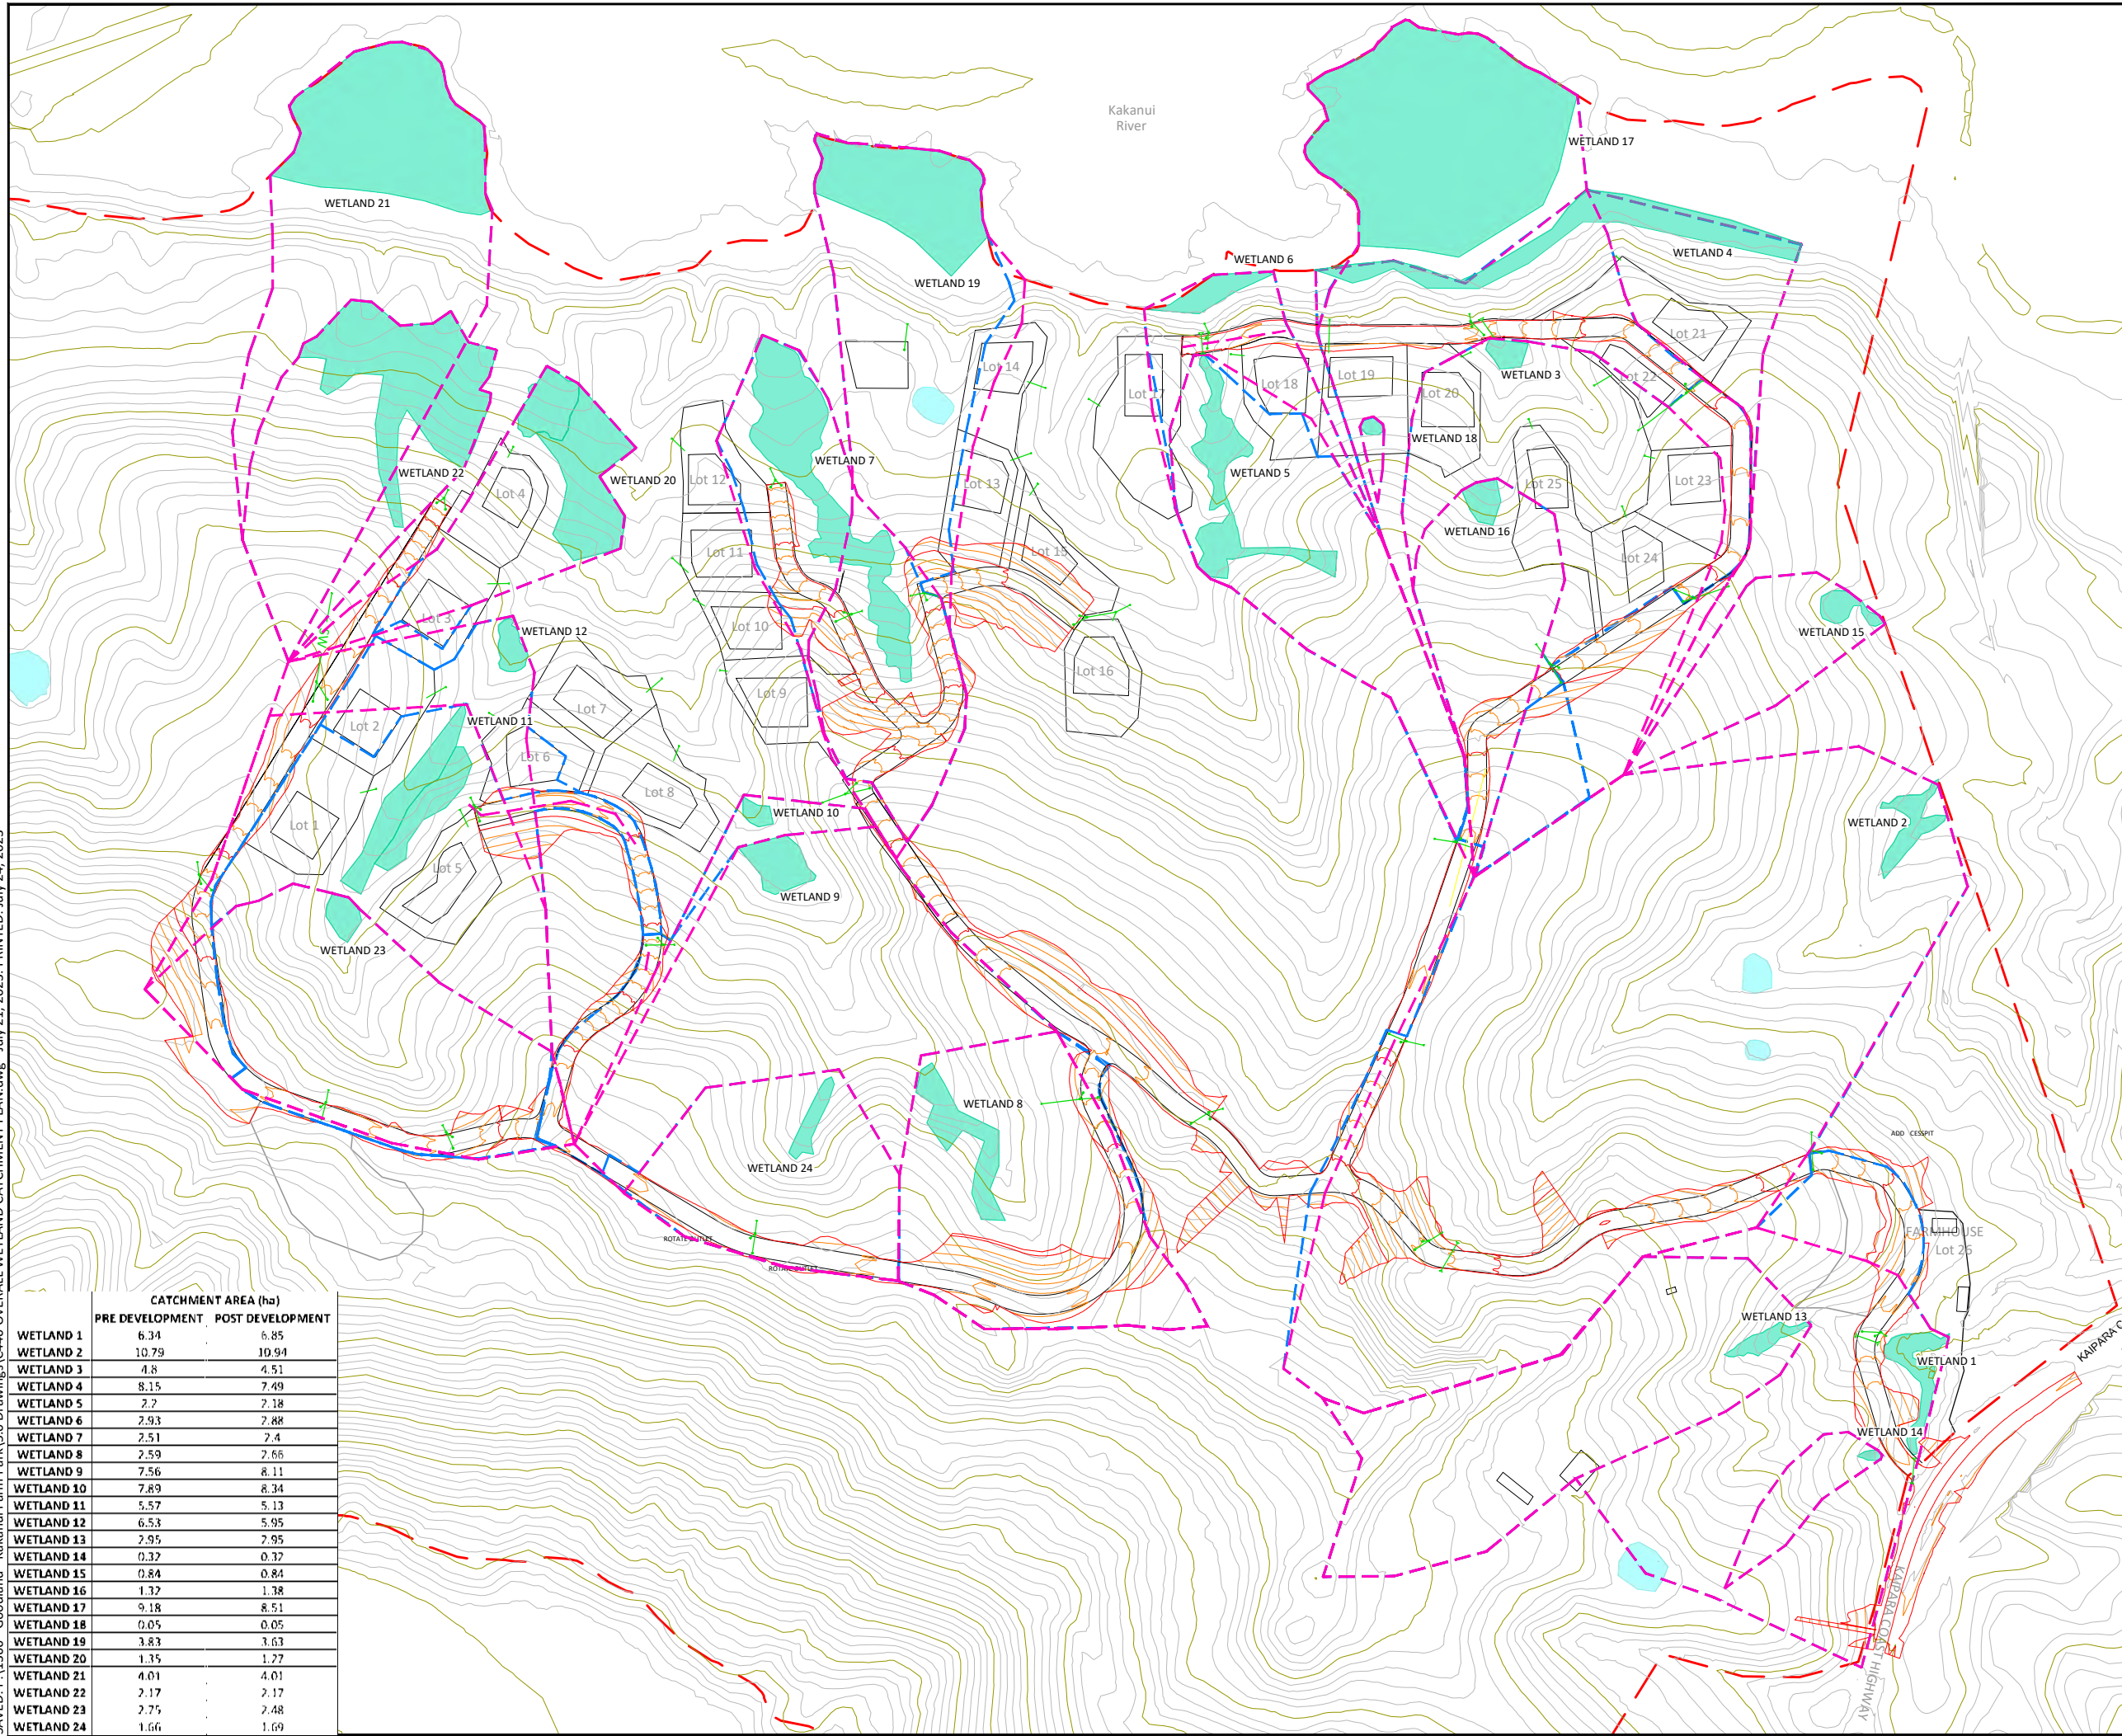 Kakanui
River
WETLAND 17
WETLAND 21
WETLAND 4
WETLAND 6
WETLAND 19
Lot 21
Lot 14
WETLAND 3
Lot 22
Lot 18
Lot 19
Lot 20
WETLAND 18
WETLAND 7
WETLAND 22
WETLAND 20
WETLAND 5
Lot 12
Lot 13
Lot 4
Lot 25
Lot 23
WETLAND 16
Lot 11
Lot 15
Lot 24
Lot 3
Lot 10
WETLAND 12
WETLAND 15
Lot 16
Lot 9
Lot 7
WETLAND 11
Lot 2
Lot 6
Lot 8
WETLAND 10
WETLAND 2
Lot 1
Lot 5
WETLAND 9
WETLAND 23
WETLAND 8
ADD CESSPIT
WETLAND 24
FARMHOUSE
Lot 26
ROTATE OUTLET
ROTATE OUTLET
WETLAND 13
WETLAND 1
KAIPARA
WETLAND 14
KAIPARA COAST HIGHWAY
CATCHMENT AREA (ha)
PRE DEVELOPMENT POST DEVELOPMENT
WETLAND 1 6.34 6.85
WETLAND 2 10.79 10.94
WETLAND 3 4.8 4.51
WETLAND 4 8.15 7.49
WETLAND 5 2.2 2.18
WETLAND 6 2.93 2.88
WETLAND 7 2.51 2.4
WETLAND 8 2.59 2.66
WETLAND 9 7.56 8.11
WETLAND 10 7.89 8.34
WETLAND 11 5.57 5.13
WETLAND 12 6.53 5.95
WETLAND 13 2.95 2.95
WETLAND 14 0.32 0.32
WETLAND 15 0.84 0.84
WETLAND 16 1.32 1.38
WETLAND 17 9.18 8.51
WETLAND 18 0.05 0.05
WETLAND 19 3.83 3.63
WETLAND 20 1.35 1.27
WETLAND 21 4.01 4.01
WETLAND 22 2.17 2.17
WETLAND 23 2.75 2.48
WETLAND 24 1.66 1.69